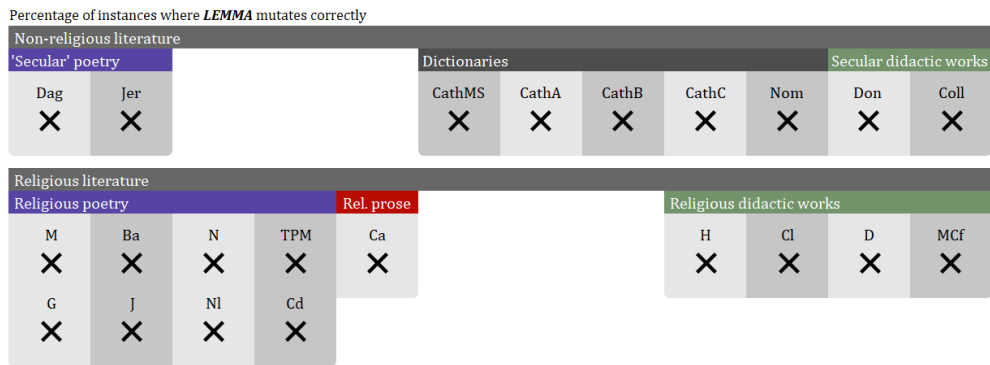 Percentage of instances where LEMMA mutates correctly
Non-religious literature
'Secular' poetry Dictionaries Secular didactic works
Dag Jer CathMS CathA CathB CathC Nom Don Coll
Religious literature
Religious poetry Rel. prose Religious didactic works
M Ba N TPM Ca H Cl D MCf
G J Nl Cd